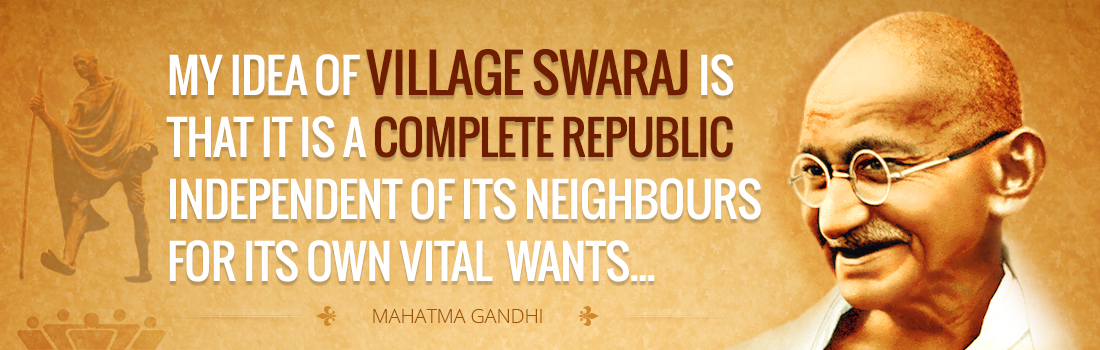 MY IDEA OF VILLAGE SWARAJ IS
THAT IT IS A COMPLETE REPUBLIC
INDEPENDENT OF ITS NEIGHBOURS
FOR ITS OWN VITAL WANTS...
MAHATMA GANDHI